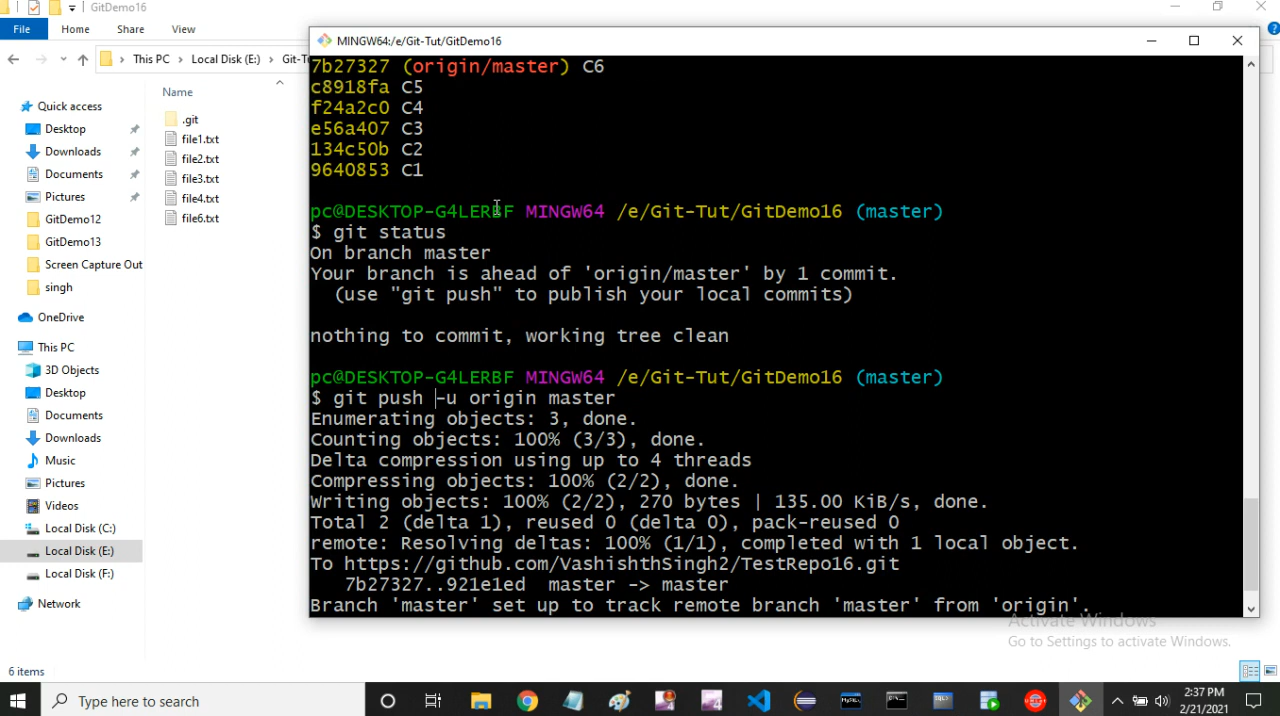 GitDemo16
File Home Share View
This PC Local Disk (E:) Git-T
MINGW64:/e/Git-Tut/GitDemo16
Quick access
Desktop
Downloads
Documents
Pictures
GitDemo12
GitDemo13
Screen Capture Out
singh
OneDrive
This PC
3D Objects
Desktop
Documents
Downloads
Music
Pictures
Videos
Local Disk (C:)
Local Disk (E:)
Local Disk (F:)
Network
Name
.git
file1.txt
file2.txt
file3.txt
file4.txt
file6.txt
7b27327 (origin/master) C6
c8918fa C5
f24a2c0 C4
e56a407 C3
134c50b C2
9640853 C1
pc@DESKTOP-G4LERBF MINGW64 /e/Git-Tut/GitDemo16 (master)
$ git status
On branch master
Your branch is ahead of 'origin/master' by 1 commit.
(use "git push" to publish your local commits)
nothing to commit, working tree clean
pc@DESKTOP-G4LERBF MINGW64 /e/Git-Tut/GitDemo16 (master)
$ git push -u origin master
Enumerating objects: 3, done.
Counting objects: 100% (3/3), done.
Delta compression using up to 4 threads
Compressing objects: 100% (2/2), done.
Writing objects: 100% (2/2), 270 bytes | 135.00 KiB/s, done.
Total 2 (delta 1), reused 0 (delta 0), pack-reused 0
remote: Resolving deltas: 100% (1/1), completed with 1 local object.
To https://github.com/VashishthSingh2/TestRepo16.git
7b27327..921e1ed master -> master
Branch 'master' set up to track remote branch 'master' from 'origin'.
Activate Windows
Go to Settings to activate Windows.
6 items
Type here to search
2:37 PM
2/21/2021